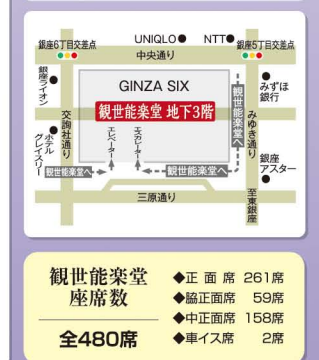 UNIQLO● NTT●
銀座6丁目交差点
銀座5丁目交差点
中央通り
銀座ライオン
GINZA SIX
みずほ
銀行
観世能楽堂 地下3階
観世能楽堂へ
交詢社通り
みゆき通り
ホテル
グレイスリー
エレベーター
エスカレーター
銀座
アスター
観世能楽堂へ
観世能楽堂へ
三原通り
至東銀座
観世能楽堂
座席数
全480席
◆正面席 261席
◆脇正面席 59席
◆中正面席 158席
◆車イス席 2席